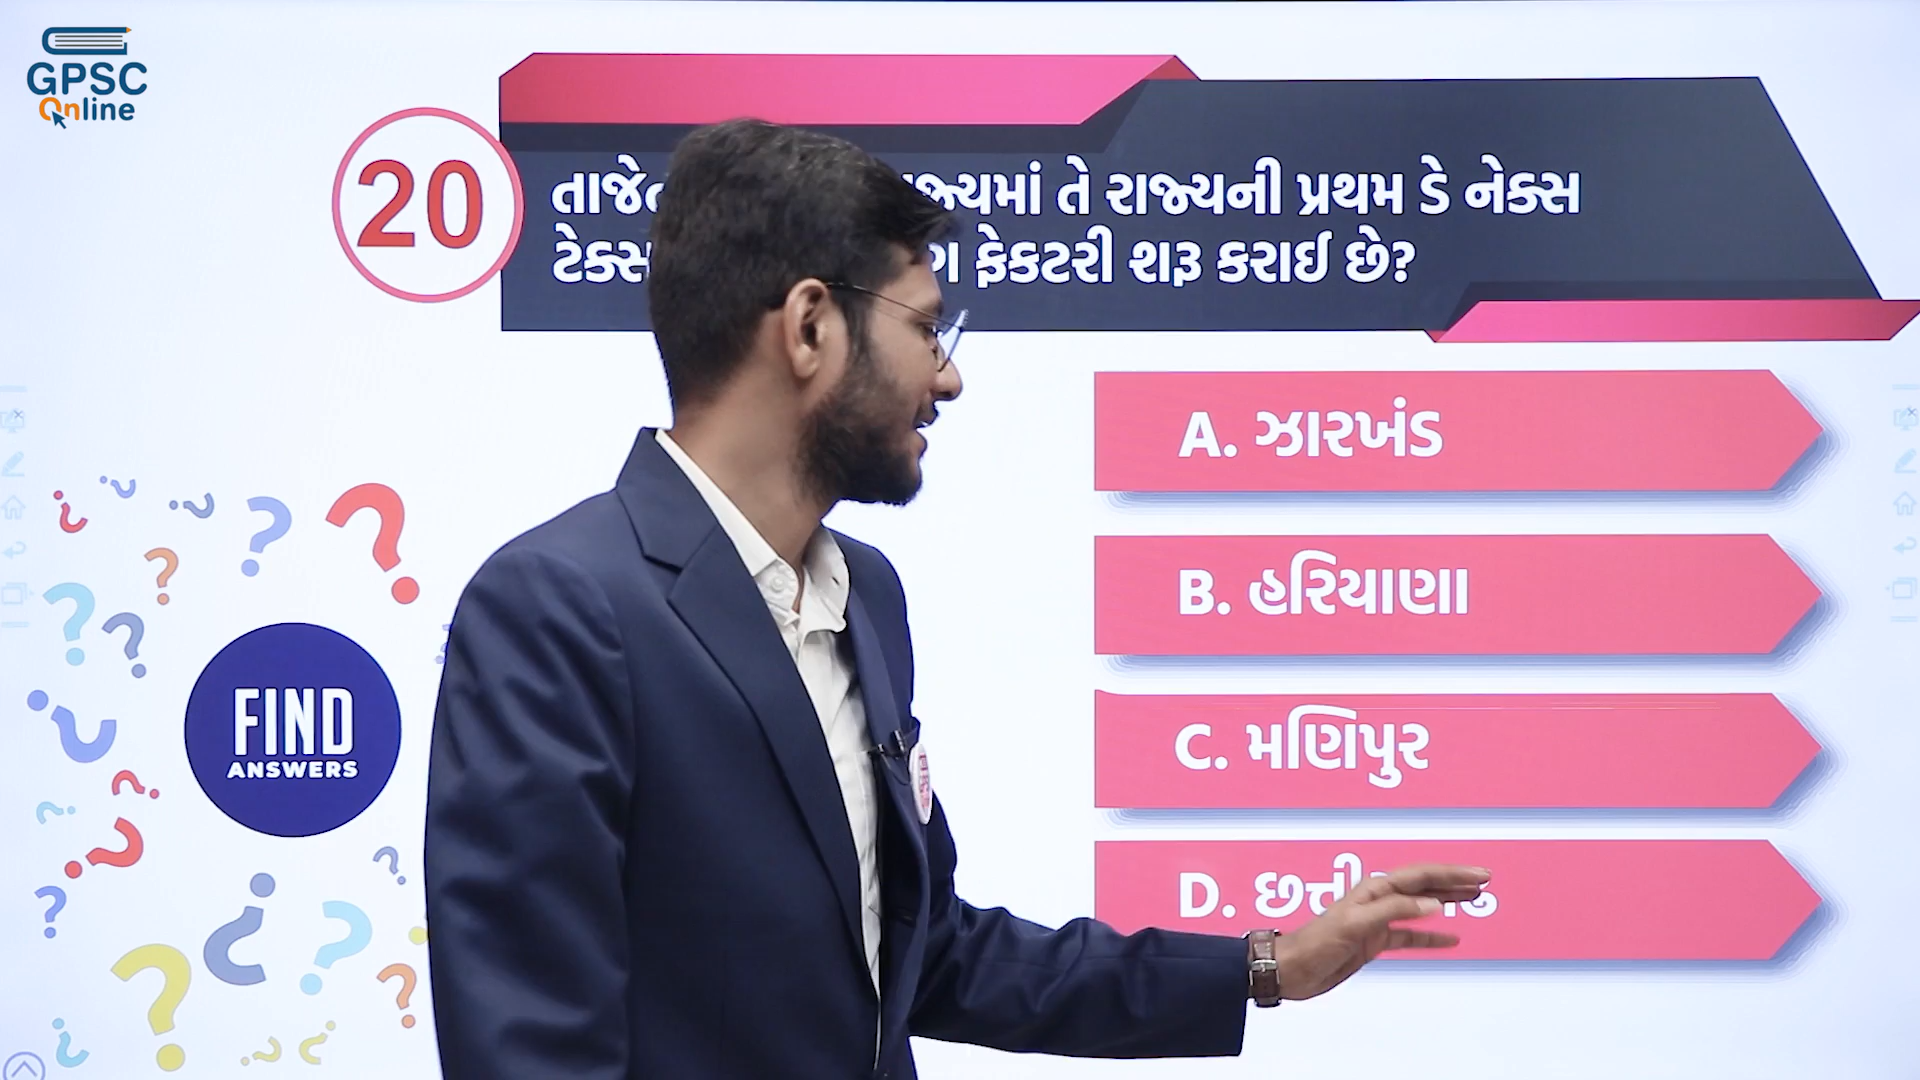 GPSC
Online
20
જ્યમાં તે રાજ્યની પ્રથમ ડે નેક્સ
ફેકટરી શરૂ કરાઈ છે?
A. ઝારખંડ
B. હરિયાણા
C. મણિપુર
D.
FIND
ANSWERS